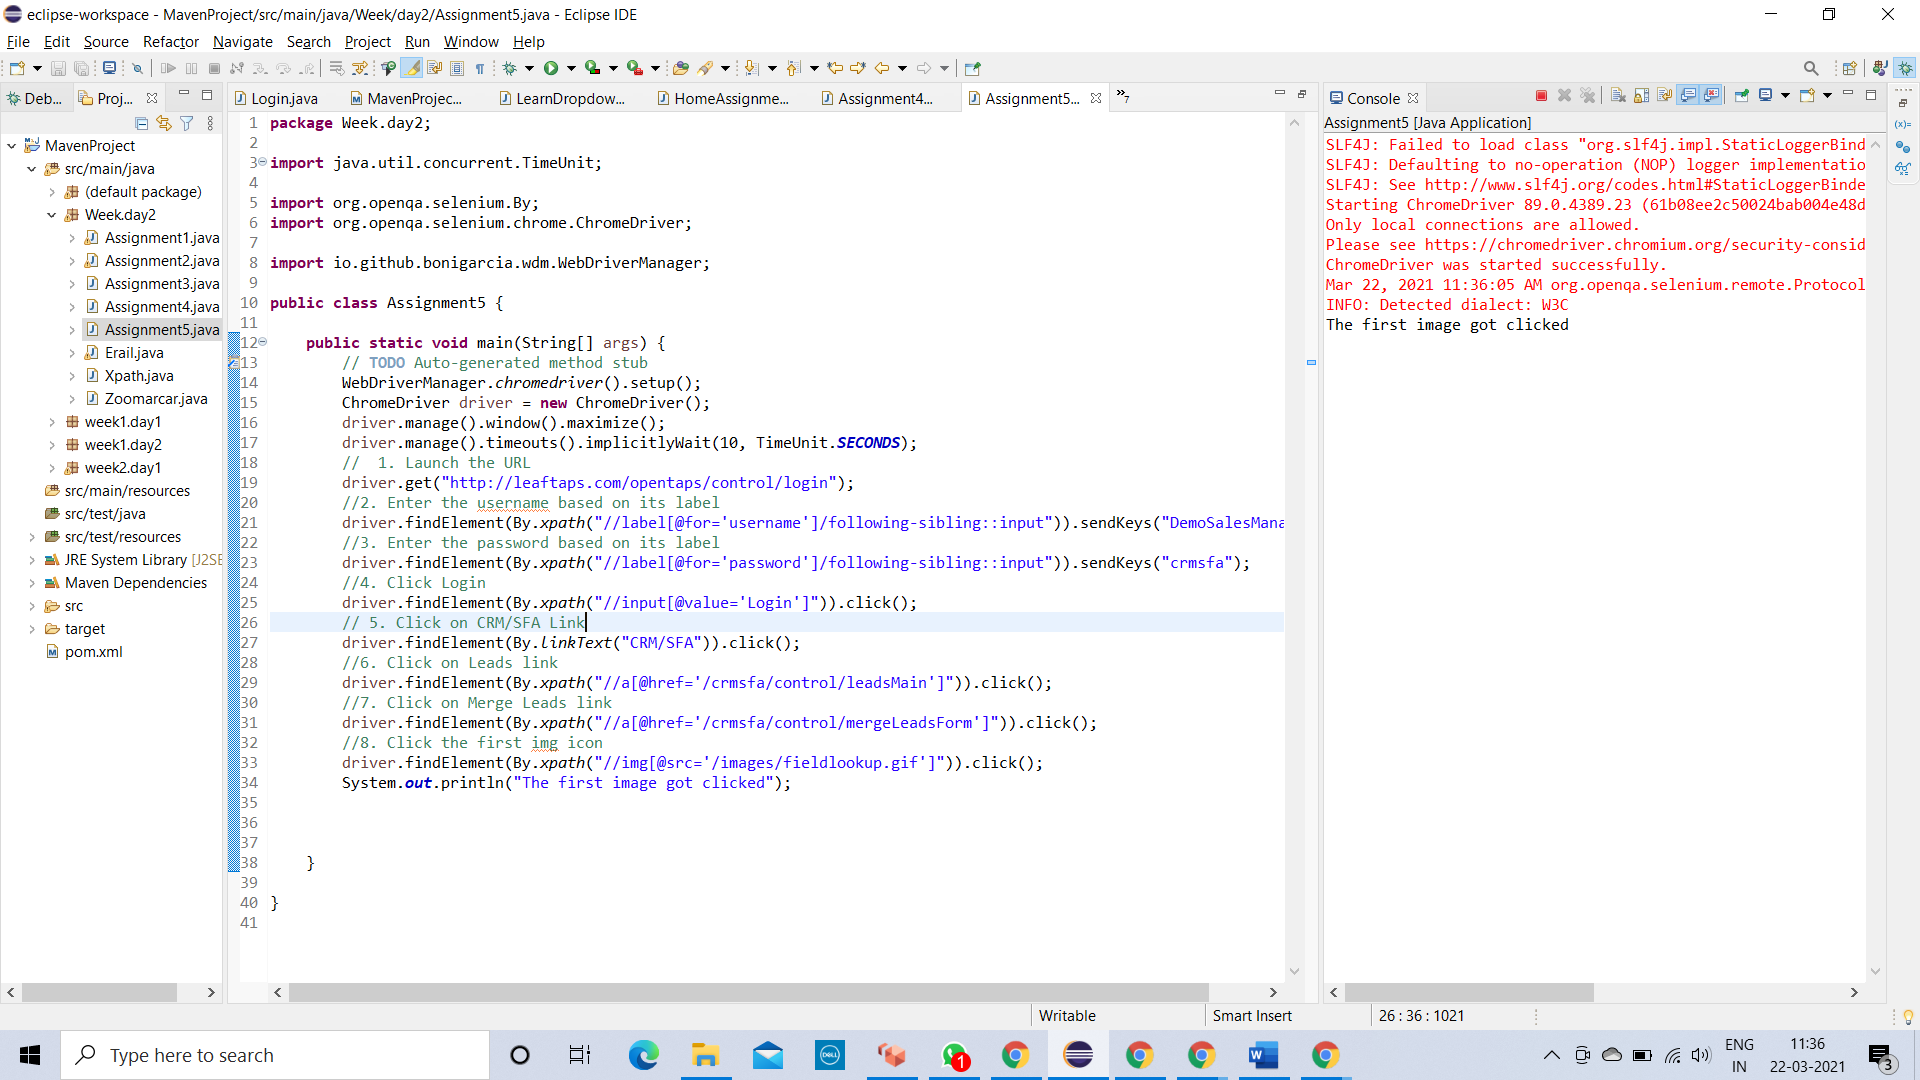 eclipse-workspace - MavenProject/src/main/java/Week/day2/Assignment5.java - Eclipse IDE
File Edit Source Refactor Navigate Search Project Run Window Help
Deb... Proj...
MavenProject
src/main/java
(default package)
Week.day2
Assignment1.java
Assignment2.java
Assignment3.java
Assignment4.java
Assignment5.java
Erail.java
Xpath.java
Zoomarcar.java
week1.day1
week1.day2
week2.day1
src/main/resources
src/test/java
src/test/resources
JRE System Library [J2SE
Maven Dependencies
src
target
pom.xml
Login.java MavenProjec... LearnDropdow... HomeAssignme... Assignment4... Assignment5... »7
1 package Week.day2;
2
3 import java.util.concurrent.TimeUnit;
4
5 import org.openqa.selenium.By;
6 import org.openqa.selenium.chrome.ChromeDriver;
7
8 import io.github.bonigarcia.wdm.WebDriverManager;
9
10 public class Assignment5 {
11
12 public static void main(String[] args) {
13 // TODO Auto-generated method stub
14 WebDriverManager.chromedriver().setup();
15 ChromeDriver driver = new ChromeDriver();
16 driver.manage().window().maximize();
17 driver.manage().timeouts().implicitlyWait(10, TimeUnit.SECONDS);
18 //  1. Launch the URL
19 driver.get("http://leaftaps.com/opentaps/control/login");
20 //2. Enter the username based on its label
21 driver.findElement(By.xpath("//label[@for='username']/following-sibling::input")).sendKeys("DemoSalesMana
22 //3. Enter the password based on its label
23 driver.findElement(By.xpath("//label[@for='password']/following-sibling::input")).sendKeys("crmsfa");
24 //4. Click Login
25 driver.findElement(By.xpath("//input[@value='Login']")).click();
26 // 5. Click on CRM/SFA Link
27 driver.findElement(By.linkText("CRM/SFA")).click();
28 //6. Click on Leads link
29 driver.findElement(By.xpath("//a[@href='/crmsfa/control/leadsMain']")).click();
30 //7. Click on Merge Leads link
31 driver.findElement(By.xpath("//a[@href='/crmsfa/control/mergeLeadsForm']")).click();
32 //8. Click the first img icon
33 driver.findElement(By.xpath("//img[@src='/images/fieldlookup.gif']")).click();
34 System.out.println("The first image got clicked");
35
36
37
38 }
39
40 }
41
Console
Assignment5 [Java Application]
SLF4J: Failed to load class "org.slf4j.impl.StaticLoggerBind
SLF4J: Defaulting to no-operation (NOP) logger implementatio
SLF4J: See http://www.slf4j.org/codes.html#StaticLoggerBinde
Starting ChromeDriver 89.0.4389.23 (61b08ee2c50024bab004e48d
Only local connections are allowed.
Please see https://chromedriver.chromium.org/security-consid
ChromeDriver was started successfully.
Mar 22, 2021 11:36:05 AM org.openqa.selenium.remote.Protocol
INFO: Detected dialect: W3C
The first image got clicked
Writable Smart Insert 26 : 36 : 1021
Type here to search
DELL
1
ENG
IN
11:36
22-03-2021
3